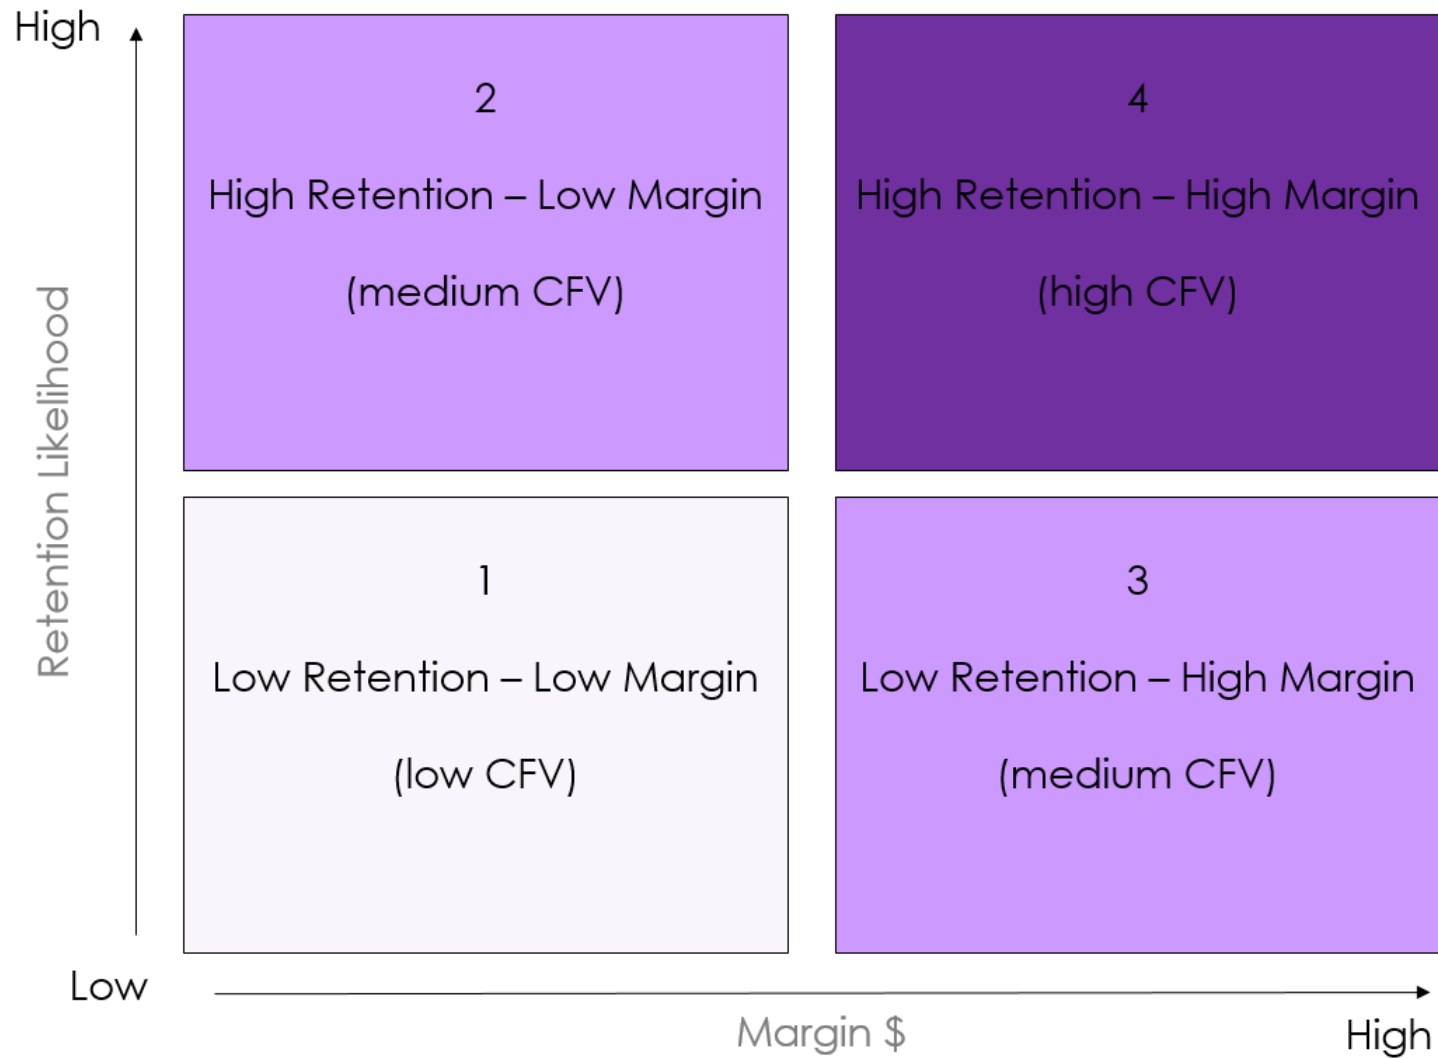 High
2
High Retention – Low Margin
(medium CFV)
4
High Retention – High Margin
(high CFV)
Retention Likelihood
1
Low Retention – Low Margin
(low CFV)
3
Low Retention – High Margin
(medium CFV)
Low
Margin $
High